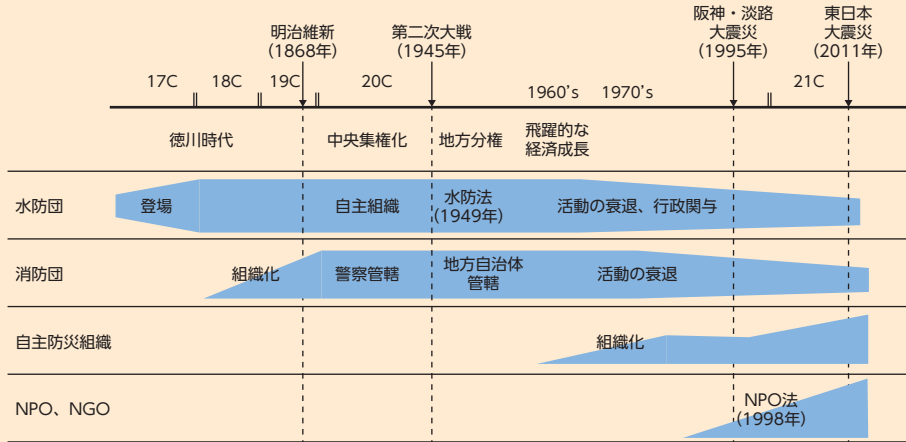 明治維新
(1868年)
第二次大戦
(1945年)
阪神・淡路
大震災
(1995年)
東日本
大震災
(2011年)
17C
18C
19C
20C
1960's
1970's
21C
徳川時代
中央集権化
地方分権
飛躍的な
経済成長
水防団
登場
自主組織
水防法
(1949年)
活動の衰退、行政関与
消防団
組織化
警察管轄
地方自治体
管轄
活動の衰退
自主防災組織
組織化
NPO、NGO
NPO法
(1998年)